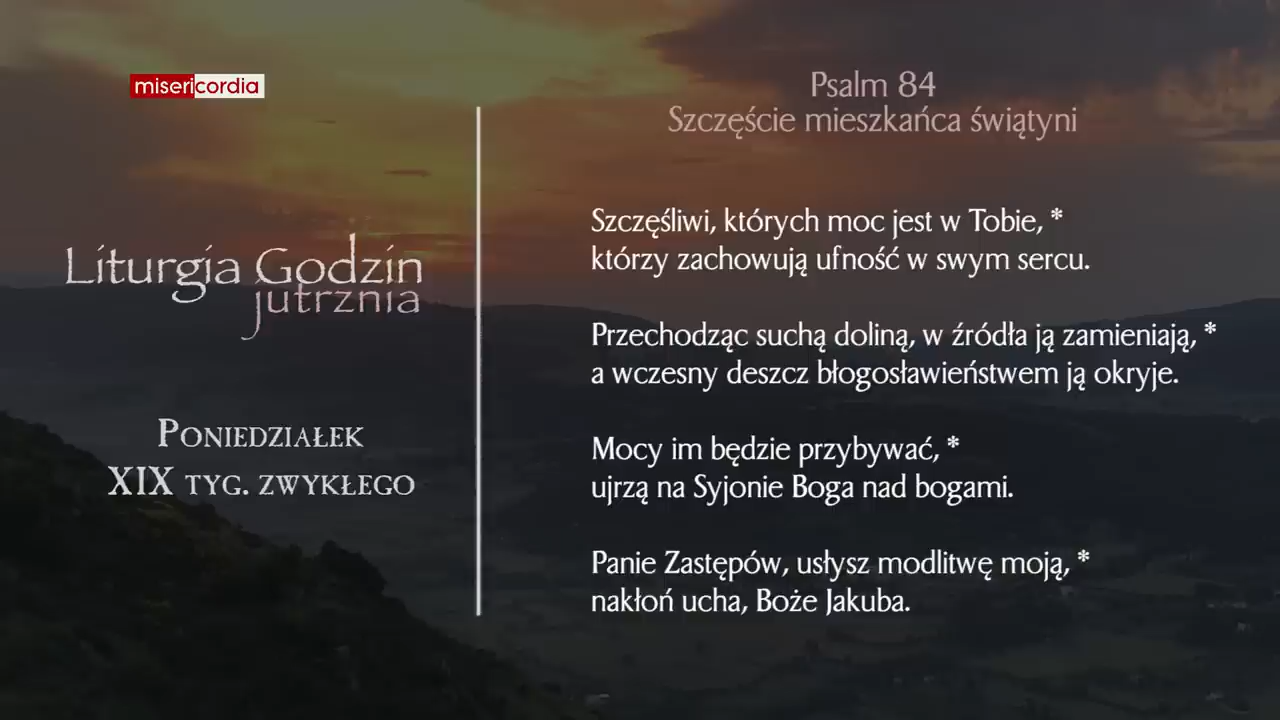 misericordia
Liturgia Godzin
jutrznia
Poniedziałek
XIX tyg. zwykłego
Psalm 84
Szczęście mieszkańca świątyni
Szczęśliwi, których moc jest w Tobie, *
którzy zachowują ufność w swym sercu.
Przechodząc suchą doliną, w źródła ją zamieniają, *
a wczesny deszcz błogosławieństwem ją okryje.
Mocy im będzie przybywać, *
ujrzą na Syjonie Boga nad bogami.
Panie Zastępów, usłysz modlitwę moją, *
nakłoń ucha, Boże Jakuba.